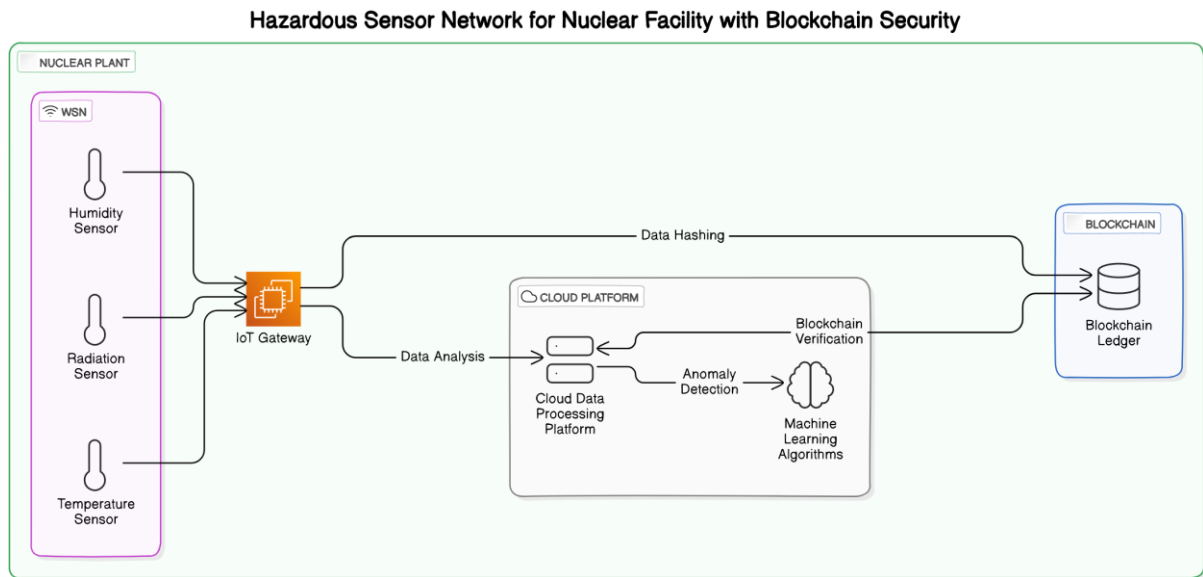 Hazardous Sensor Network for Nuclear Facility with Blockchain Security
NUCLEAR PLANT
WSN
Humidity
Sensor
Radiation
Sensor
Temperature
Sensor
IoT Gateway
Data Hashing
Data Analysis
CLOUD PLATFORM
Cloud Data
Processing
Platform
Blockchain
Verification
Anomaly
Detection
Machine
Learning
Algorithms
BLOCKCHAIN
Blockchain
Ledger